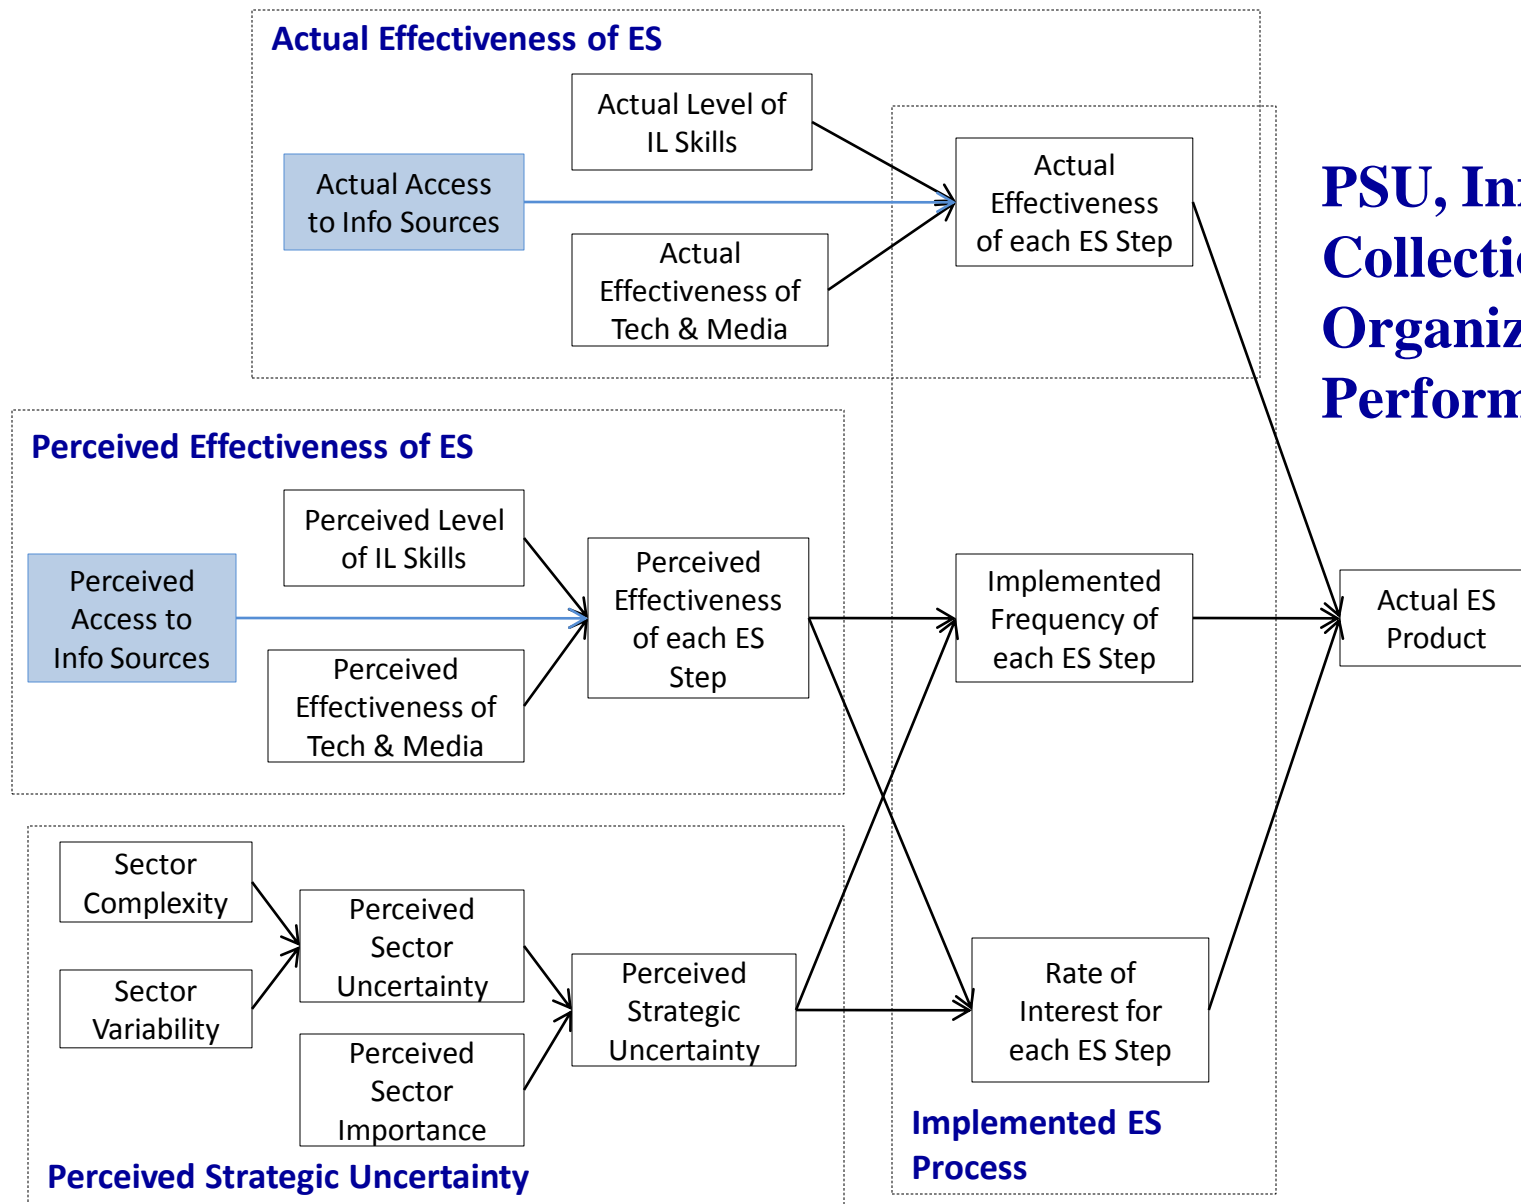 Actual Effectiveness of ES
Actual Level of
IL Skills
Actual Access
to Info Sources
Actual
Effectiveness of
Tech & Media
Actual
Effectiveness
of each ES Step
PSU,
Perceived Effectiveness of ES
Perceived Level
of IL Skills
Perceived
Access to
Info Sources
Perceived
Effectiveness of
Tech & Media
Perceived
Effectiveness
of each ES
Step
Implemented
Frequency of
each ES Step
Actual ES
Product
Sector
Complexity
Sector
Variability
Perceived
Sector
Uncertainty
Perceived
Sector
Importance
Perceived
Strategic
Uncertainty
Rate of
Interest for
each ES Step
Perceived Strategic Uncertainty
Implemented ES
Process